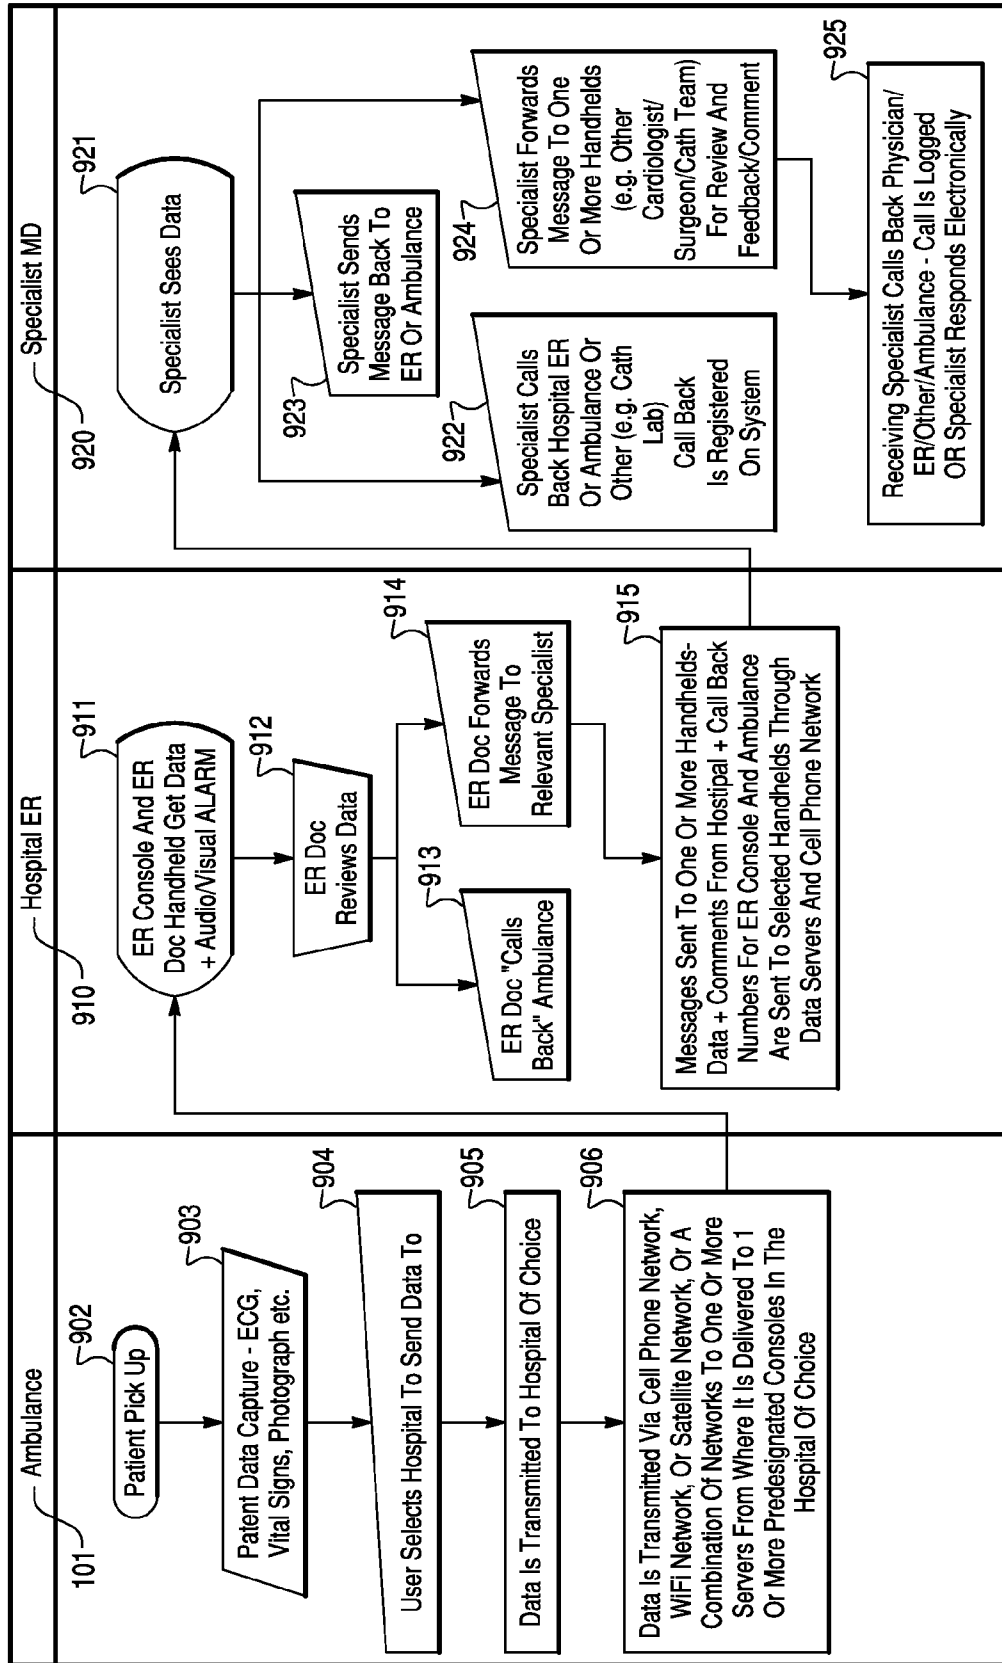 101
Ambulance
902
Patient Pick Up
903
Patent Data Capture - ECG,
Vital Signs, Photograph etc.
904
User Selects Hospital To Send Data To
905
Data Is Transmitted To Hospital Of Choice
906
Data Is Transmitted Via Cell Phone Network,
WiFi Network, Or Satellite Network, Or A
Combination Of Networks To One Or More
Servers From Where It Is Delivered To 1
Or More Predesignated Consoles In The
Hospital Of Choice
910
Hospital ER
911
ER Console And ER
Doc Handheld Get Data
+ Audio/Visual ALARM
912
ER Doc
Reviews Data
913
ER Doc "Calls
Back" Ambulance
914
ER Doc Forwards
Message To
Relevant Specialist
915
Messages Sent To One Or More Handhelds-
Data + Comments From Hostipal + Call Back
Numbers For ER Console And Ambulance
Are Sent To Selected Handhelds Through
Data Servers And Cell Phone Network
920
Specialist MD
921
Specialist Sees Data
923
Specialist Sends
Message Back To
ER Or Ambulance
922
Specialist Calls
Back Hospital ER
Or Ambulance Or
Other (e.g. Cath
Lab)
Call Back
Is Registered
On System
924
Specialist Forwards
Message To One
Or More Handhelds
(e.g. Other
Cardiologist/
Surgeon/Cath Team)
For Review And
Feedback/Comment
925
Receiving Specialist Calls Back Physician/
ER/Other/Ambulance - Call Is Logged
OR Specialist Responds Electronically